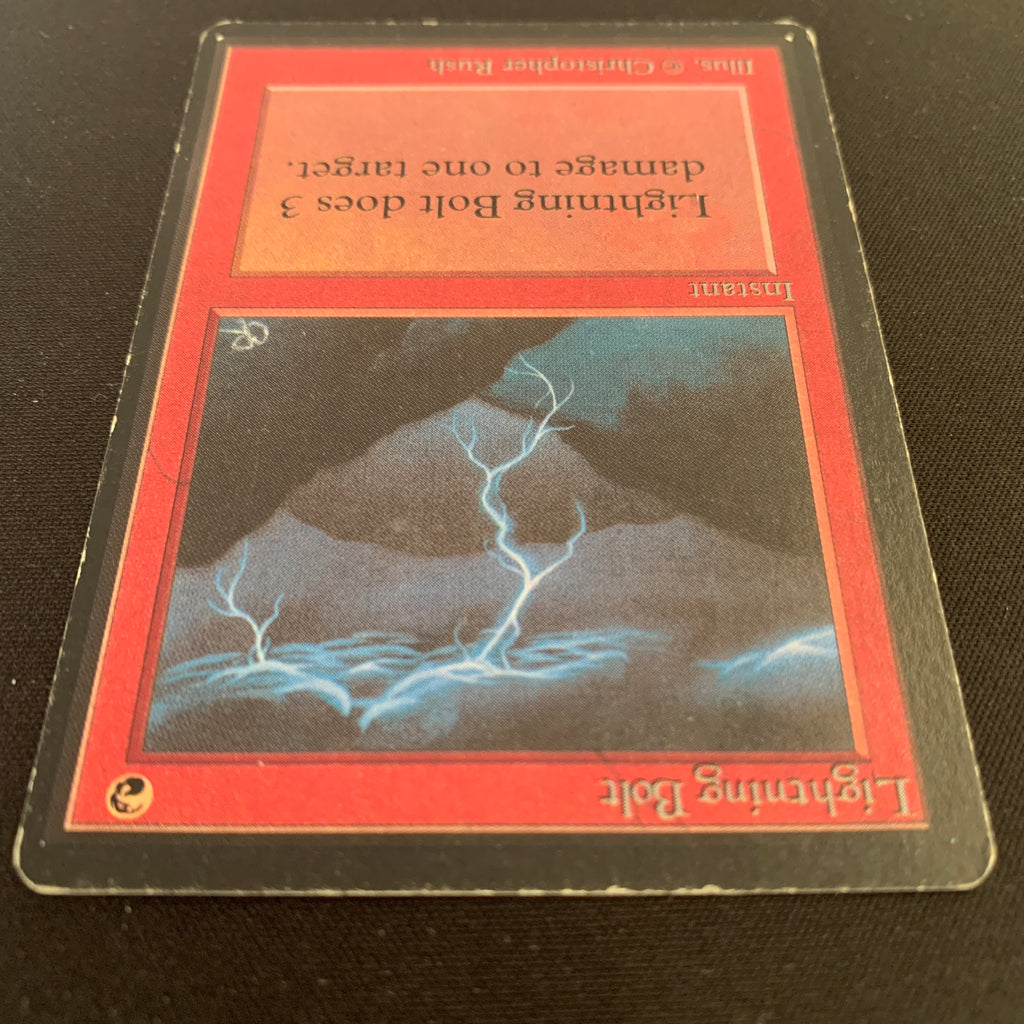 Lightning Bolt
Instant
Lightning Bolt does 3
damage to one target.
Illus. © Christopher Rush